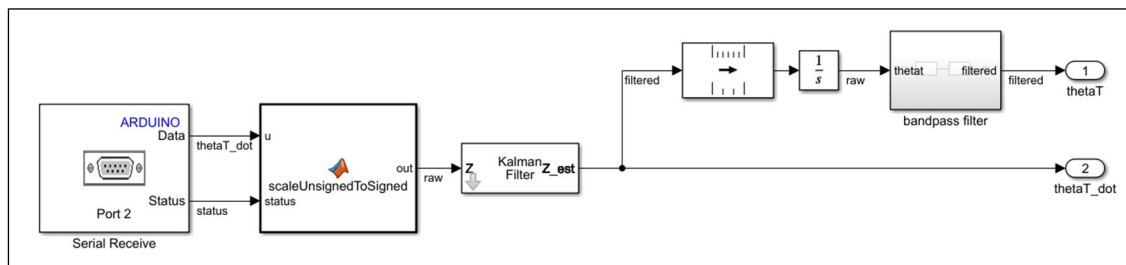 ARDUINO
Data
Port 2
Status
Serial Receive
thetaT_dot
status
u
out
scaleUnsignedToSigned
status
raw
Z
Kalman
Filter
Z_est
filtered
1
s
raw
thetat
filtered
bandpass filter
filtered
1
thetaT
2
thetaT_dot